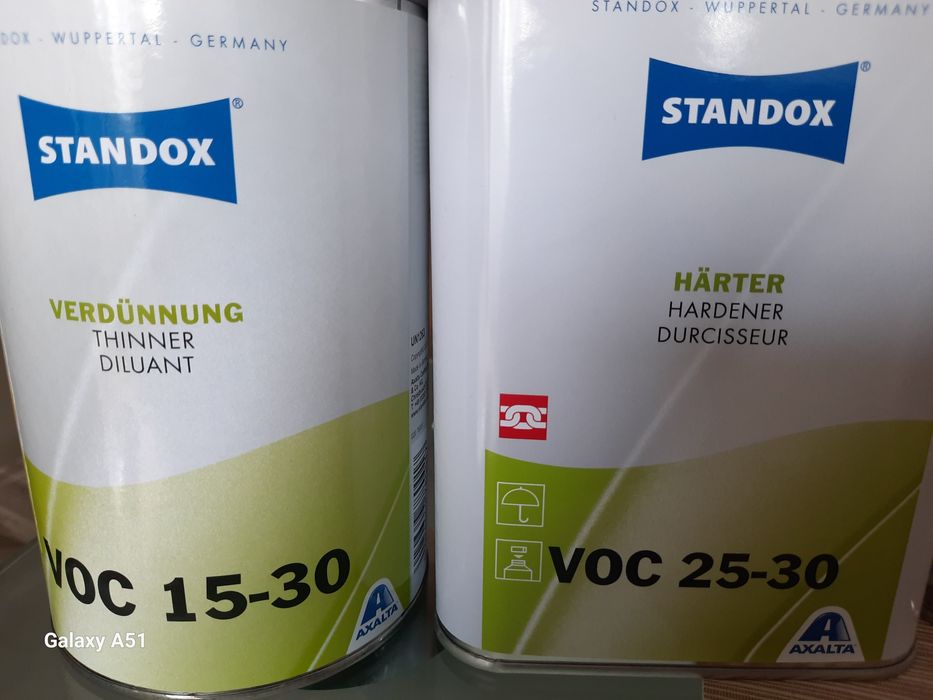 DOX - WUPPERTAL - GERMANY
STANDOX®
VERDÜNNUNG
THINNER
DILUANT
UN1263
VOC 15-30
AXALTA
STANDOX - WUPPERTAL - GERMANY
STANDOX®
HÄRTER
HARDENER
DURCISSEUR
VOC 25-30
AXALTA
Galaxy A51